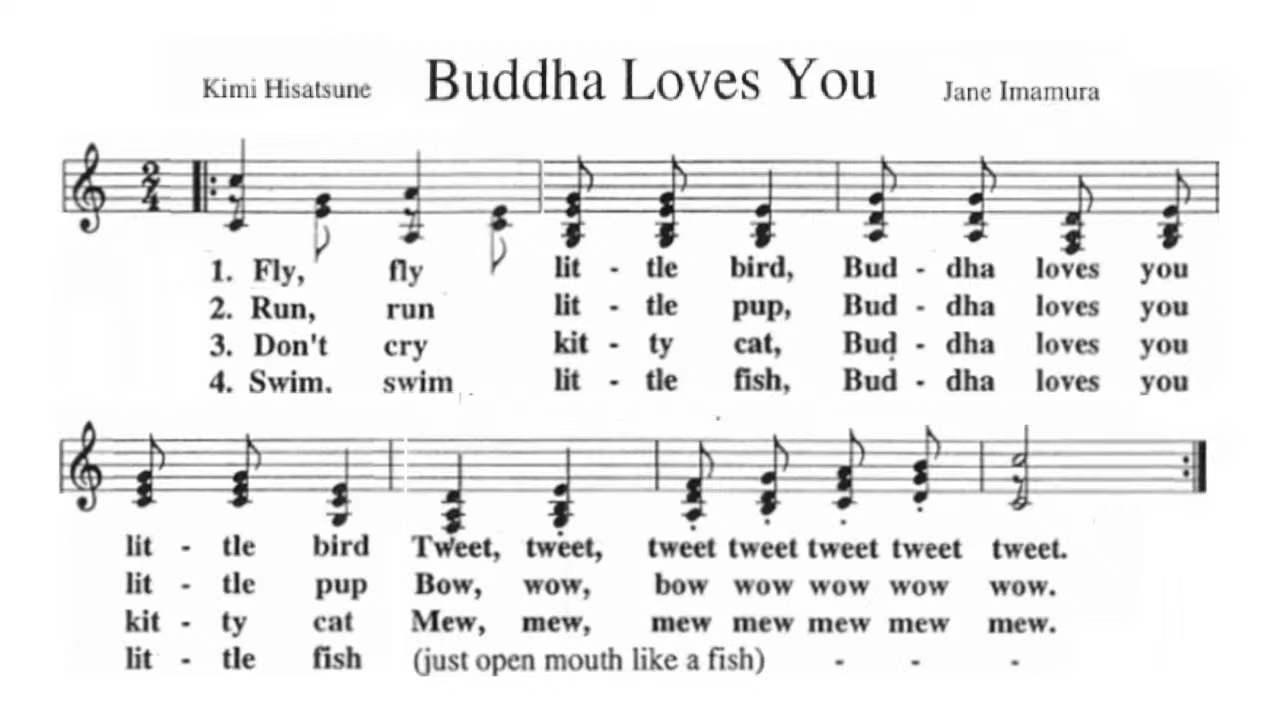 Buddha Loves You
Kimi Hisatsune
Jane Imamura
2
4
1. Fly, fly lit - tle bird, Bud - dha loves you
2. Run, run lit - tle pup, Bud - dha loves you
3. Don't cry kit - ty cat, Bud - dha loves you
4. Swim. swim lit - tle fish, Bud - dha loves you
lit - tle bird Tweet, tweet, tweet tweet tweet tweet tweet.
lit - tle pup Bow, wow, bow wow wow wow wow.
kit - ty cat Mew, mew, mew mew mew mew mew.
lit - tle fish (just open mouth like a fish) - - -